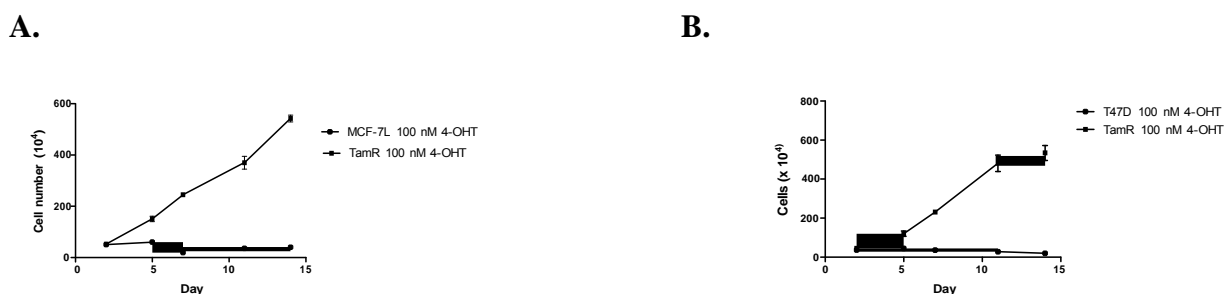 A.
B.
Cell number (10⁴)
600
400
200
0
0 5 10 15
Day
MCF-7L 100 nM 4-OHT
TamR 100 nM 4-OHT
Cells (x 10⁴)
800
600
400
200
0
0 5 10 15
Day
T47D 100 nM 4-OHT
TamR 100 nM 4-OHT